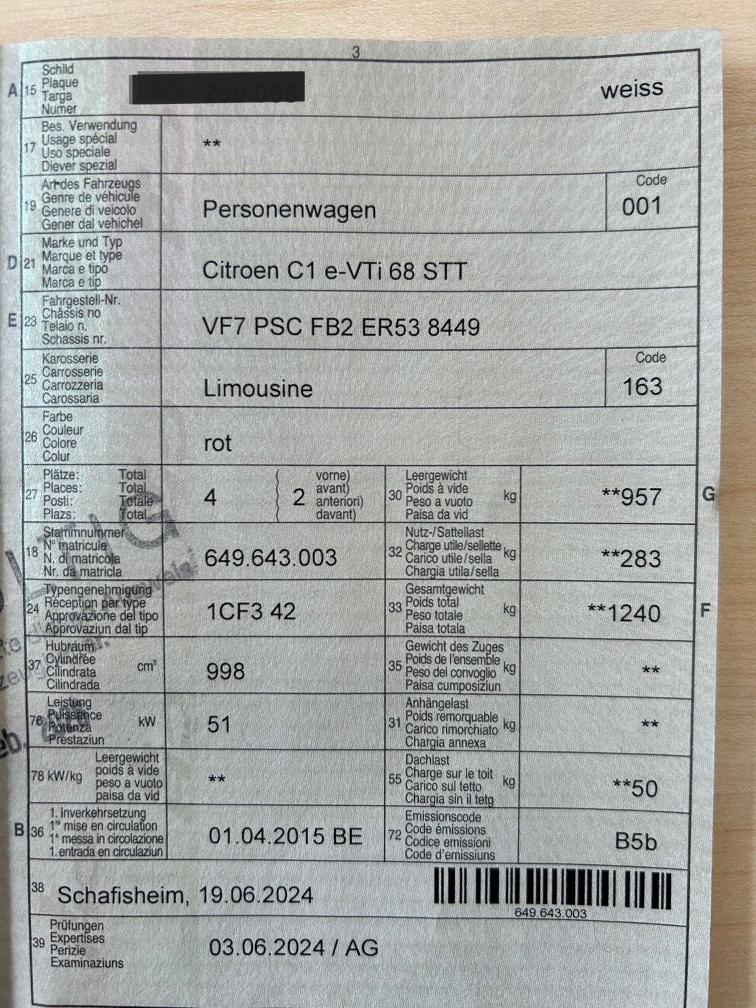 3
A 15 Schild
Plaque
Targa
Numer
weiss
17 Bes. Verwendung
Usage spécial
Uso speciale
Diever spezial
**
19 Art des Fahrzeugs
Genre de véhicule
Genere di veicolo
Gener dal vehichel
Personenwagen
Code
001
D 21 Marke und Typ
Marque et type
Marca e tipo
Marca e tip
Citroen C1 e-VTi 68 STT
E 23 Fahrgestell-Nr.
Châssis no
Telaio n.
Schassis nr.
VF7 PSC FB2 ER53 8449
25 Karosserie
Carrosserie
Carrozzeria
Carossaria
Limousine
Code
163
26 Farbe
Couleur
Colore
Colur
rot
27 Plätze: Total
Places: Total
Posti: Totale
Plazs: Total
4
2
vorne)
avant)
anteriori)
davant)
30 Leergewicht
Poids à vide
Peso a vuoto
Paisa da vid
kg
**957
G
18 Stammnummer
N° matricule
N. di matricola
Nr. da matricla
649.643.003
32 Nutz-/Sattellast
Charge utile/sellette
Carico utile/sella
Chargia utila/sella
kg
**283
24 Typengenehmigung
Réception par type
Approvazione del tipo
Approvaziun dal tip
1CF3 42
33 Gesamtgewicht
Poids total
Peso totale
Paisa totala
kg
**1240
F
37 Hubraum
Cylindrée
Cilindrata
Cilindrada
cm³
998
35 Gewicht des Zuges
Poids de l'ensemble
Peso del convoglio
Paisa cumposiziun
kg
**
76 Leistung
Puissance
Potenza
Prestaziun
kW
51
31 Anhängelast
Poids remorquable
Carico rimorchiato
Chargia annexa
kg
**
78 kW/kg
Leergewicht
poids à vide
peso a vuoto
paisa da vid
**
55 Dachlast
Charge sur le toit
Carico sul tetto
Chargia sin il tetg
kg
**50
B 36 1. Inverkehrsetzung
1re mise en circulation
1a messa in circolazione
1. entrada en circulaziun
01.04.2015 BE
72 Emissionscode
Code émissions
Codice emissioni
Code d'emissiuns
B5b
38 Schafisheim, 19.06.2024
649 643 003
39 Prüfungen
Expertises
Perizie
Examinaziuns
03.06.2024 / AG